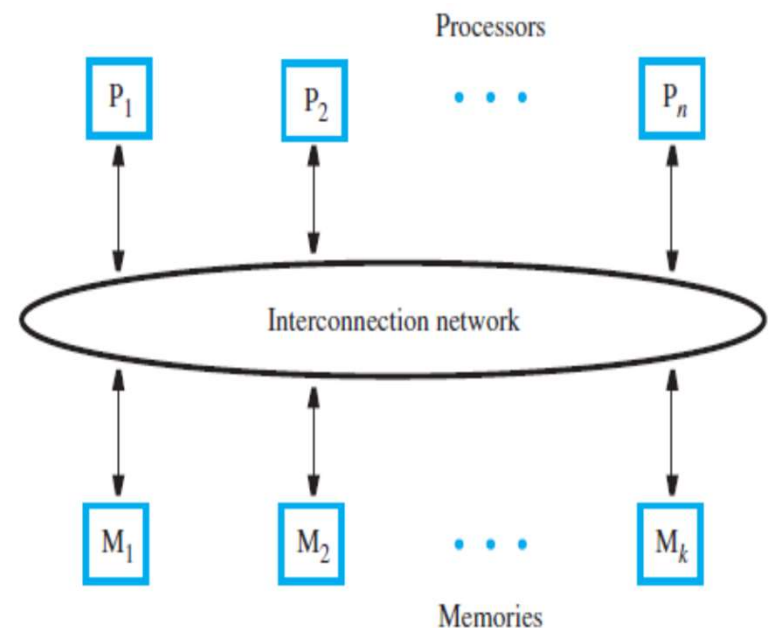 Processors
P₁ P₂ • • • Pₙ
Interconnection network
M₁ M₂ • • • Mₖ
Memories